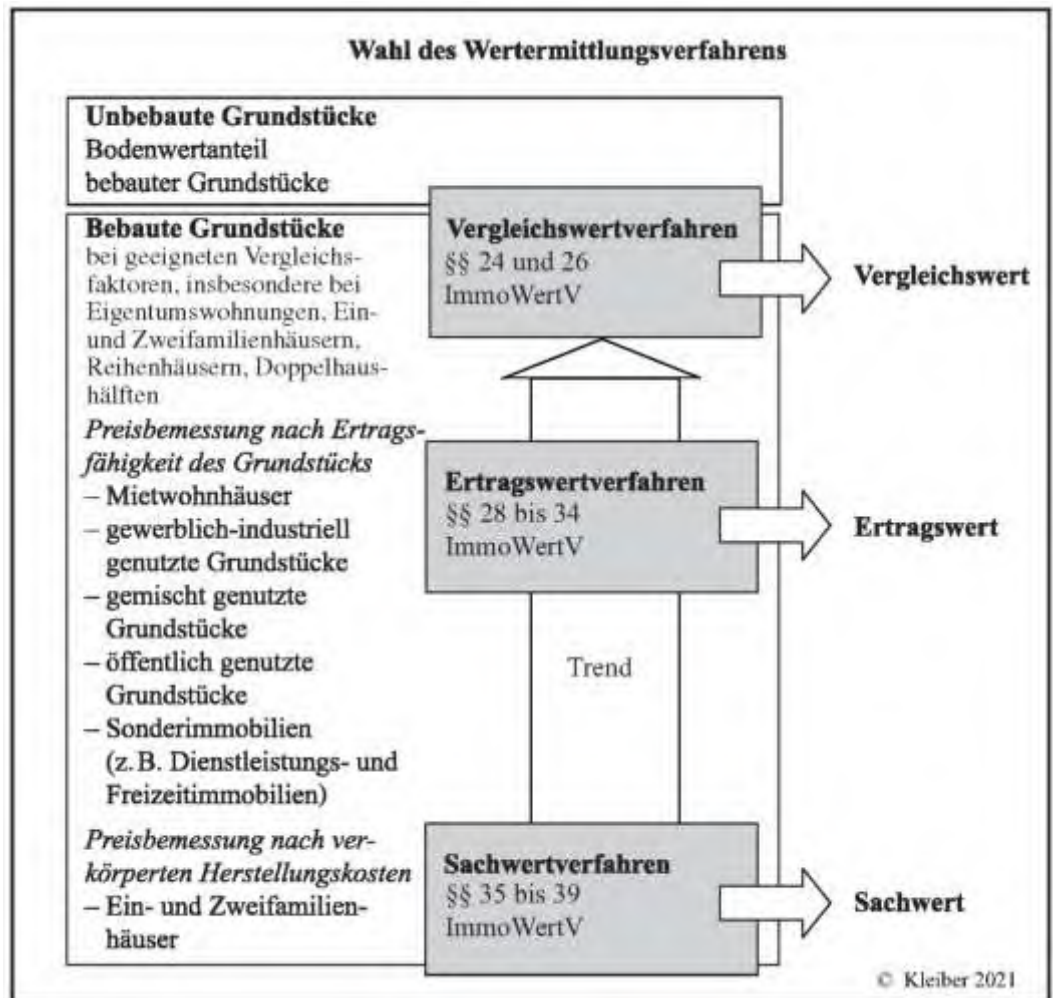 Wahl des Wertermittlungsverfahrens
Unbebaute Grundstücke
Bodenwertanteil
bebauter Grundstücke
Bebaute Grundstücke
bei geeigneten Vergleichs-
faktoren, insbesondere bei
Eigentumswohnungen, Ein-
und Zweifamilienhäusern,
Reihenhäusern, Doppelhaus-
hälften
Vergleichswertverfahren
§§ 24 und 26
ImmoWertV
Vergleichswert
Preisbemessung nach Ertrags-
fähigkeit des Grundstücks
– Mietwohnhäuser
– gewerblich-industriell
genutzte Grundstücke
– gemischt genutzte
Grundstücke
– öffentlich genutzte
Grundstücke
– Sonderimmobilien
(z. B. Dienstleistungs- und
Freizeitimmobilien)
Ertragswertverfahren
§§ 28 bis 34
ImmoWertV
Ertragswert
Trend
Preisbemessung nach ver-
körperten Herstellungskosten
– Ein- und Zweifamilien-
häuser
Sachwertverfahren
§§ 35 bis 39
ImmoWertV
Sachwert
© Kleiber 2021